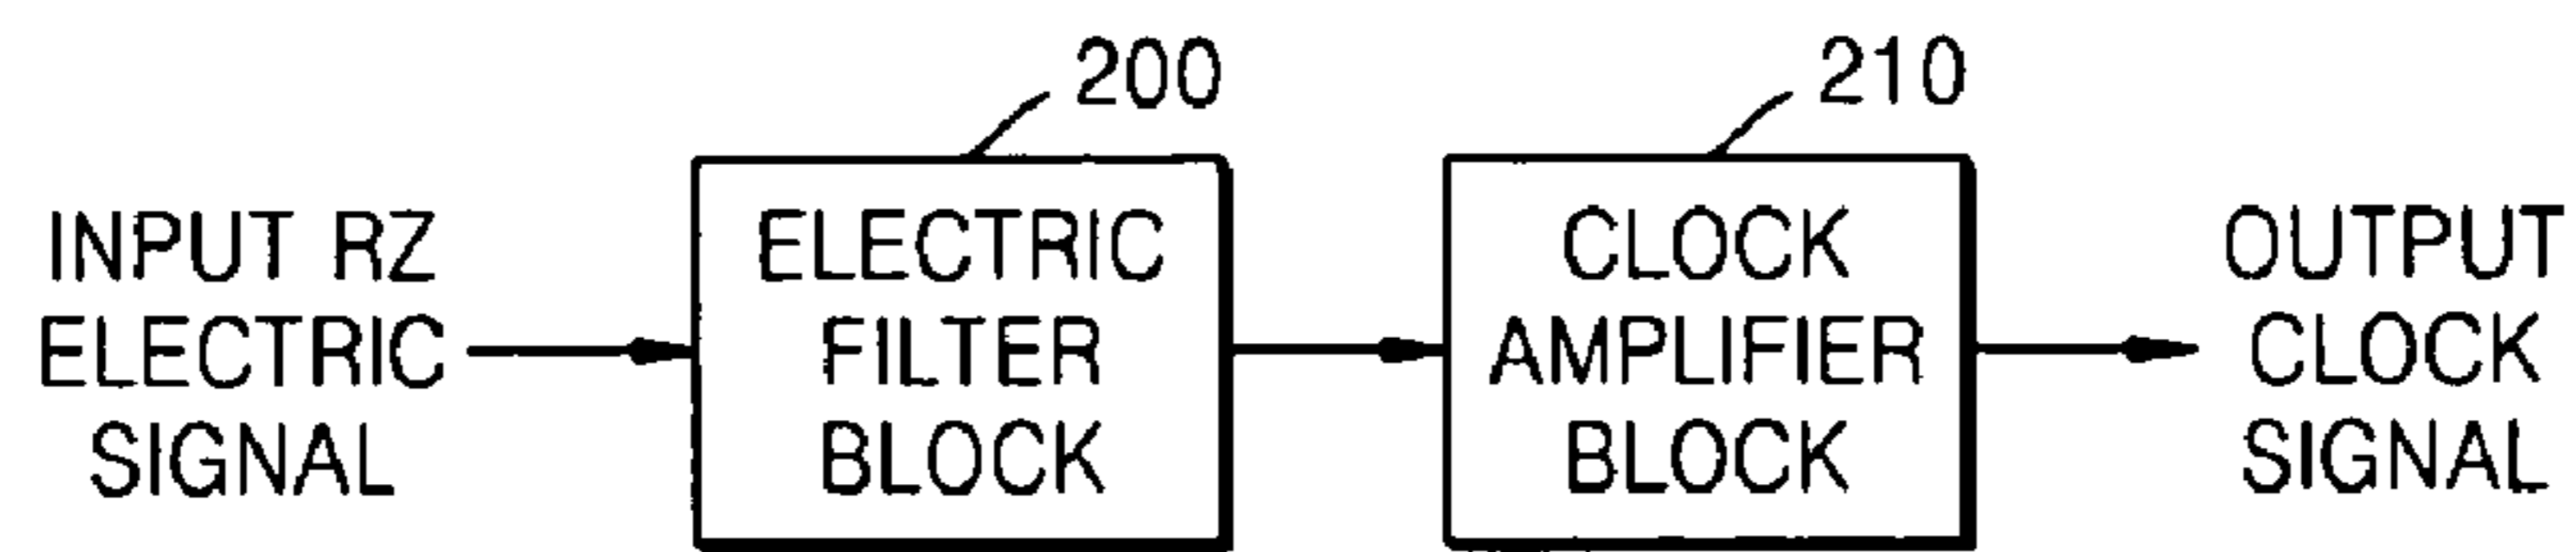 200
210
INPUT RZ
ELECTRIC
SIGNAL
ELECTRIC
FILTER
BLOCK
CLOCK
AMPLIFIER
BLOCK
OUTPUT
CLOCK
SIGNAL